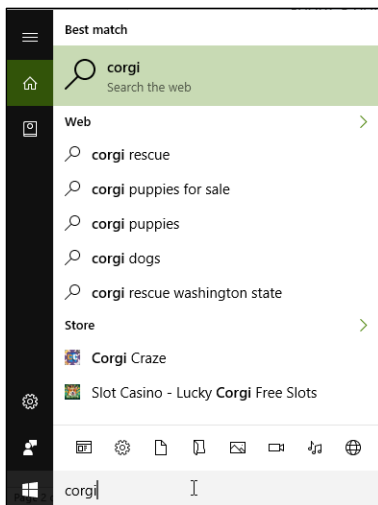 Best match
corgi
Search the web
Web
corgi rescue
corgi puppies for sale
corgi puppies
corgi dogs
corgi rescue washington state
Store
Corgi Craze
Slot Casino - Lucky Corgi Free Slots
corgi